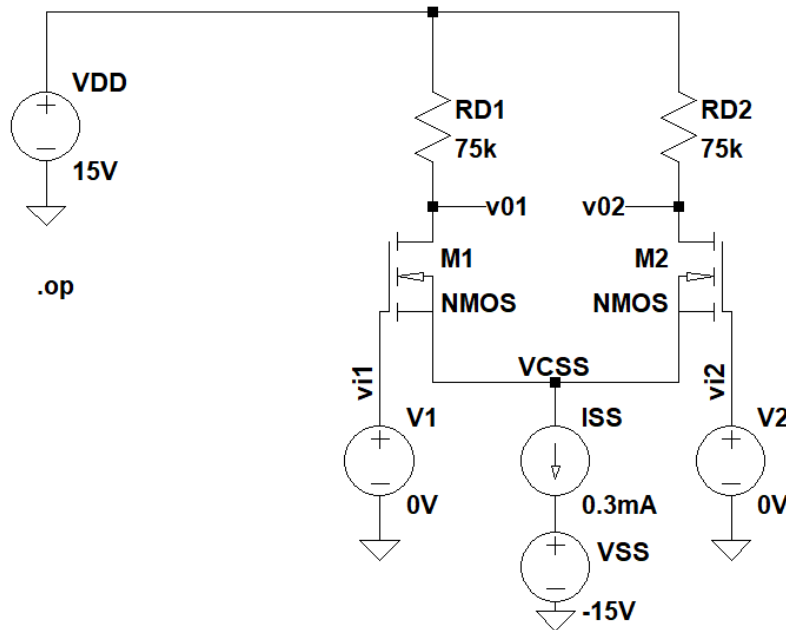 VDD
15V
.op
RD1
75k
RD2
75k
v01
v02
M1
NMOS
M2
NMOS
VCSS
vi1
V1
0V
ISS
0.3mA
VSS
-15V
vi2
V2
0V